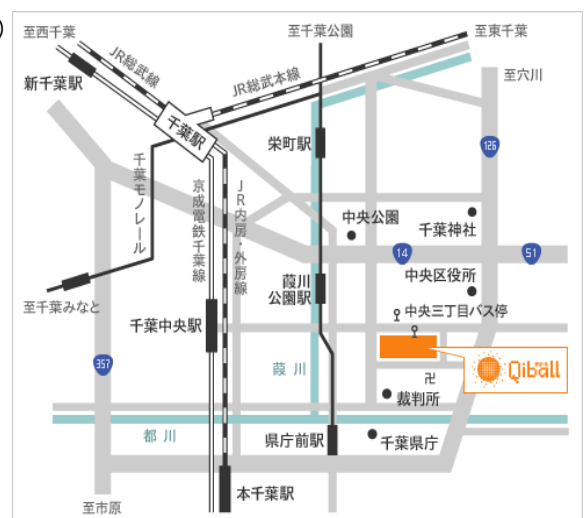 )
至西千葉
JR総武線
至千葉公園
至東千葉
新千葉駅
JR総武本線
至穴川
千葉駅
栄町駅
126
千葉モノレール
京成電鉄千葉線
JR内房・外房線
中央公園
千葉神社
14
51
中央区役所
葭川
公園駅
至千葉みなと
中央三丁目バス停
千葉中央駅
357
葭川
Qiball
卍
裁判所
都川
県庁前駅
千葉県庁
本千葉駅
至市原